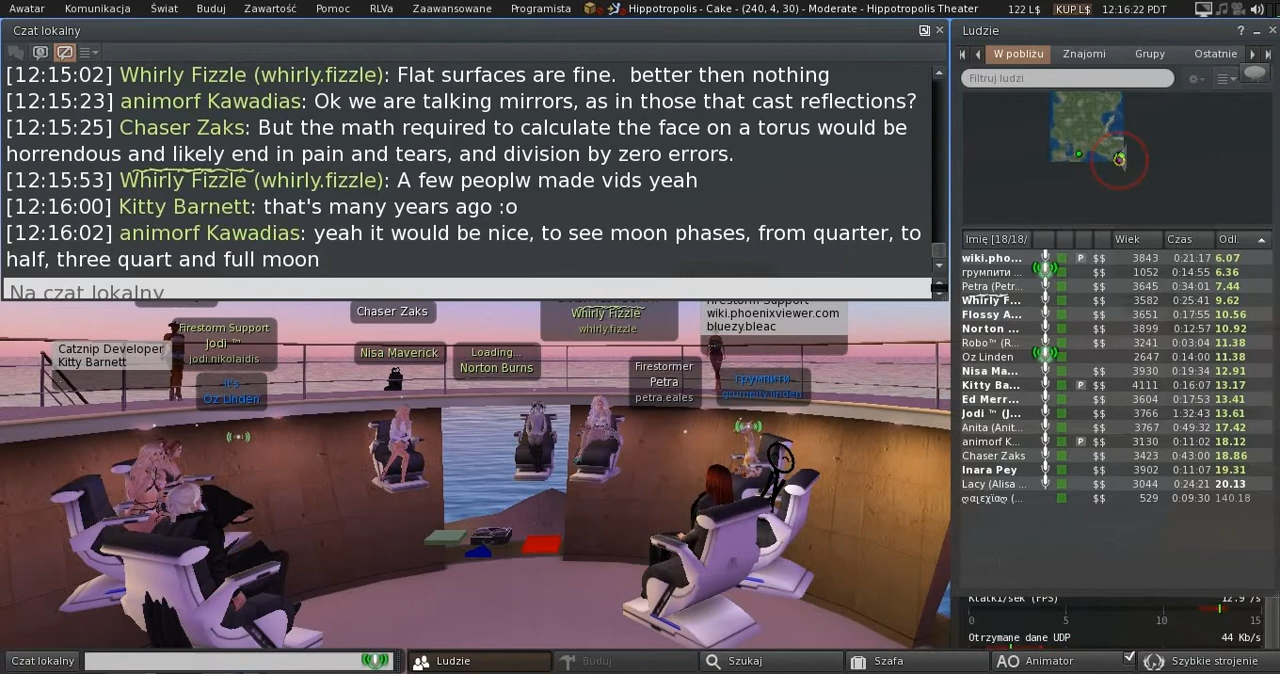 Awatar Komunikacja Świat Buduj Zawartość Pomoc RLVa Zaawansowane Programista Hippotropolis - Cake - (240, 4, 30) - Moderate - Hippotropolis Theater 122 L$ KUP L$ 12:16:22 PDT
Czat lokalny
[12:15:02] Whirly Fizzle (whirly.fizzle): Flat surfaces are fine. better then nothing
[12:15:23] animorf Kawadias: Ok we are talking mirrors, as in those that cast reflections?
[12:15:25] Chaser Zaks: But the math required to calculate the face on a torus would be
horrendous and likely end in pain and tears, and division by zero errors.
[12:15:53] Whirly Fizzle (whirly.fizzle): A few peoplw made vids yeah
[12:16:00] Kitty Barnett: that's many years ago :o
[12:16:02] animorf Kawadias: yeah it would be nice, to see moon phases, from quarter, to
half, three quart and full moon
Na czat lokalny
Chaser Zaks
Firestorm Support
Jodi ™
jodi.nikolaidis
Catznip Developer
Kitty Barnett
Oz Linden
Nisa Maverick
Loading...
Norton Burns
Whirly Fizzle
whirly.fizzle
Firestorm Support
wiki.phoenixviewer.com
bluezy.bleac
Firestormer
Petra
petra.eales
грумпити
grumpity.linden
Ludzie
W pobliżu Znajomi Grupy Ostatnie
Filtruj ludzi
Imię [18/18/ Wiek Czas Odl.
wiki.pho... P $$ 3843 0:21:17 6.07
грумпити ... $$ 1052 0:14:55 6.36
Petra (Petr... $$ 3645 0:34:01 7.44
Whirly F... $$ 3582 0:25:41 9.62
Flossy A... $$ 3651 0:17:55 10.56
Norton ... $$ 3899 0:12:57 10.92
Robo™ (R... $$ 3241 0:03:04 11.38
Oz Linden $$ 2647 0:14:00 11.38
Nisa Ma... $$ 3930 0:19:34 12.91
Kitty Ba... P $$ 4111 0:16:07 13.17
Ed Merr... $$ 3604 0:17:53 13.41
Jodi ™ (J... $$ 3766 1:32:43 13.61
Anita (Anit... $$ 3767 0:49:32 17.42
animorf K... P $$ 3130 0:11:02 18.12
Chaser Zaks $$ 3423 0:43:00 18.86
Inara Pey $$ 3902 0:11:07 19.31
Lacy (Alisa ... $$ 3044 0:24:21 20.13
$$ 529 0:09:30 140.18
Klatki/sek (FPS) 12.9 /s
0 5 10 15
Otrzymane dane UDP 44 Kb/s
Czat lokalny Ludzie Buduj Szukaj Szafa AO Animator Szybkie strojenie